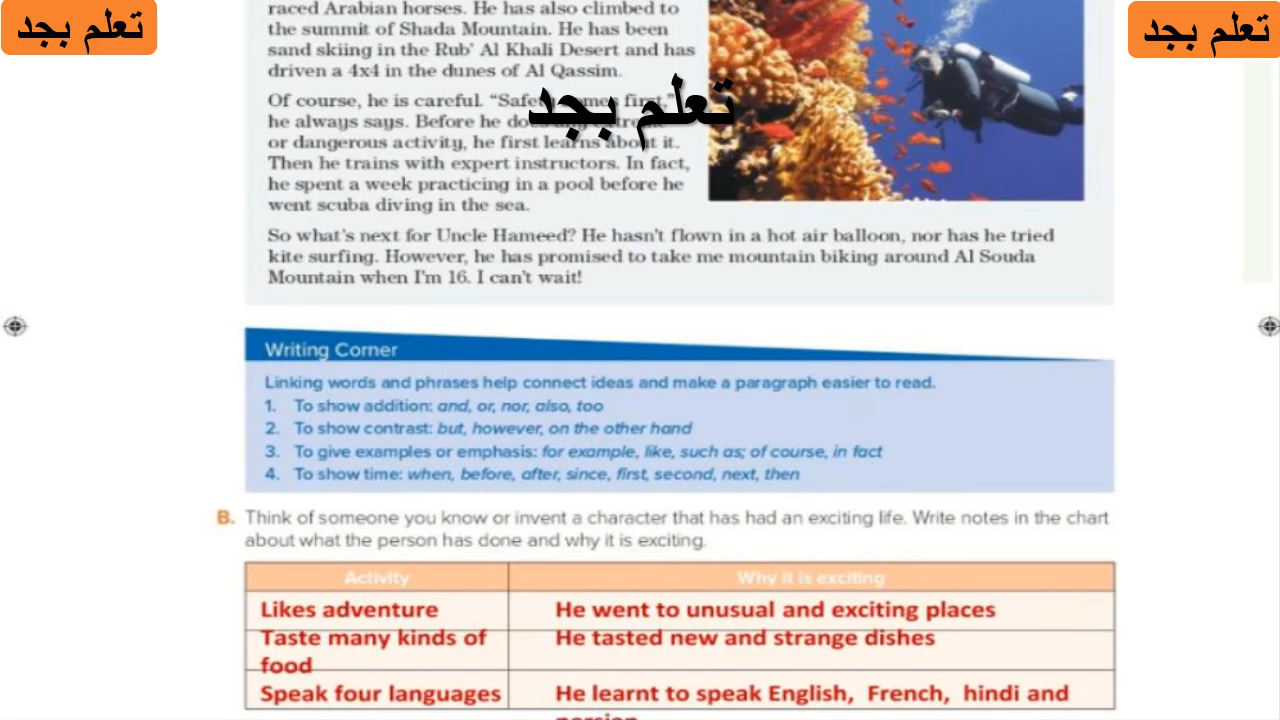 تعلم بجد
تعلم بجد
raced Arabian horses. He has also climbed to
the summit of Shada Mountain. He has been
sand skiing in the Rub' Al Khali Desert and has
driven a 4x4 in the dunes of Al Qassim.
Of course, he is careful. "Safety comes first,"
تعلم بجد
he always says. Before he does any extreme
or dangerous activity, he first learns about it.
Then he trains with expert instructors. In fact,
he spent a week practicing in a pool before he
went scuba diving in the sea.
So what's next for Uncle Hameed? He hasn't flown in a hot air balloon, nor has he tried
kite surfing. However, he has promised to take me mountain biking around Al Souda
Mountain when I'm 16. I can't wait!
Writing Corner
Linking words and phrases help connect ideas and make a paragraph easier to read.
1. To show addition: and, or, nor, also, too
2. To show contrast: but, however, on the other hand
3. To give examples or emphasis: for example, like, such as; of course, in fact
4. To show time: when, before, after, since, first, second, next, then
B. Think of someone you know or invent a character that has had an exciting life. Write notes in the chart
about what the person has done and why it is exciting.
Activity Why it is exciting
Likes adventure He went to unusual and exciting places
Taste many kinds of He tasted new and strange dishes
food
Speak four languages He learnt to speak English, French, hindi and